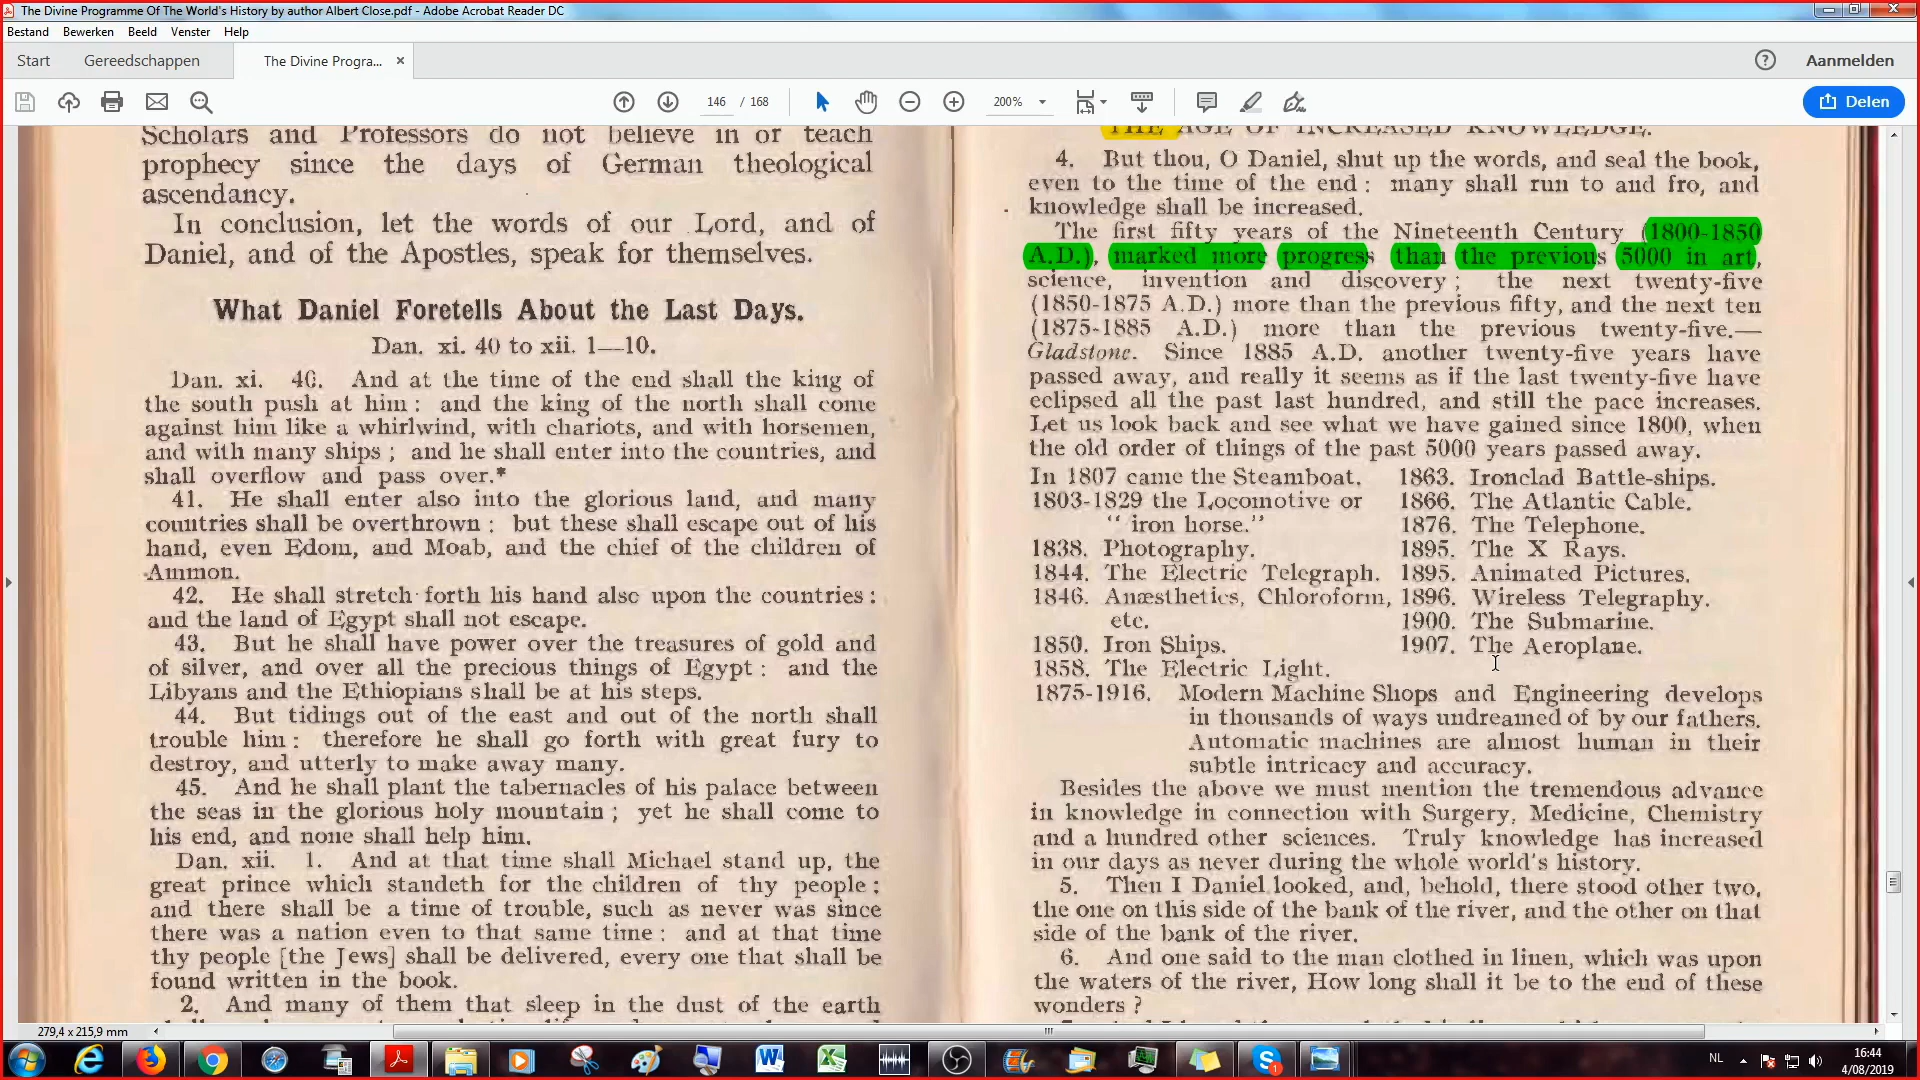 The Divine Programme Of The World's History by author Albert Close.pdf - Adobe Acrobat Reader DC
Bestand Bewerken Beeld Venster Help
Start Gereedschappen The Divine Progra... × Aanmelden
146 / 168 200% Delen
Scholars and Professors do not believe in or teach
prophecy since the days of German theological
ascendancy.
In conclusion, let the words of our Lord, and of
Daniel, and of the Apostles, speak for themselves.
What Daniel Foretells About the Last Days.
Dan. xi. 40 to xii. 1—10.
Dan. xi. 40. And at the time of the end shall the king of
the south push at him : and the king of the north shall come
against him like a whirlwind, with chariots, and with horsemen,
and with many ships ; and he shall enter into the countries, and
shall overflow and pass over.*
41. He shall enter also into the glorious land, and many
countries shall be overthrown : but these shall escape out of his
hand, even Edom, and Moab, and the chief of the children of
Ammon.
42. He shall stretch forth his hand also upon the countries :
and the land of Egypt shall not escape.
43. But he shall have power over the treasures of gold and
of silver, and over all the precious things of Egypt : and the
Libyans and the Ethiopians shall be at his steps.
44. But tidings out of the east and out of the north shall
trouble him : therefore he shall go forth with great fury to
destroy, and utterly to make away many.
45. And he shall plant the tabernacles of his palace between
the seas in the glorious holy mountain ; yet he shall come to
his end, and none shall help him.
Dan. xii. 1. And at that time shall Michael stand up, the
great prince which standeth for the children of thy people :
and there shall be a time of trouble, such as never was since
there was a nation even to that same time : and at that time
thy people [the Jews] shall be delivered, every one that shall be
found written in the book.
2. And many of them that sleep in the dust of the earth
THE AGE OF INCREASED KNOWLEDGE.
4. But thou, O Daniel, shut up the words, and seal the book,
even to the time of the end : many shall run to and fro, and
knowledge shall be increased.
The first fifty years of the Nineteenth Century (1800-1850
A.D.), marked more progress than the previous 5000 in art,
science, invention and discovery ; the next twenty-five
(1850-1875 A.D.) more than the previous fifty, and the next ten
(1875-1885 A.D.) more than the previous twenty-five.—
Gladstone. Since 1885 A.D. another twenty-five years have
passed away, and really it seems as if the last twenty-five have
eclipsed all the past last hundred, and still the pace increases.
Let us look back and see what we have gained since 1800, when
the old order of things of the past 5000 years passed away.
In 1807 came the Steamboat.
1803-1829 the Locomotive or
" iron horse."
1838. Photography.
1844. The Electric Telegraph.
1846. Anæsthetics, Chloroform,
etc.
1850. Iron Ships.
1858. The Electric Light.
1863. Ironclad Battle-ships.
1866. The Atlantic Cable.
1876. The Telephone.
1895. The X Rays.
1895. Animated Pictures.
1896. Wireless Telegraphy.
1900. The Submarine.
1907. The Aeroplane.
1875-1916. Modern Machine Shops and Engineering develops
in thousands of ways undreamed of by our fathers.
Automatic machines are almost human in their
subtle intricacy and accuracy.
Besides the above we must mention the tremendous advance
in knowledge in connection with Surgery, Medicine, Chemistry
and a hundred other sciences. Truly knowledge has increased
in our days as never during the whole world's history.
5. Then I Daniel looked, and, behold, there stood other two,
the one on this side of the bank of the river, and the other on that
side of the bank of the river.
6. And one said to the man clothed in linen, which was upon
the waters of the river, How long shall it be to the end of these
wonders ?
279,4 x 215,9 mm
NL 16:44
4/08/2019